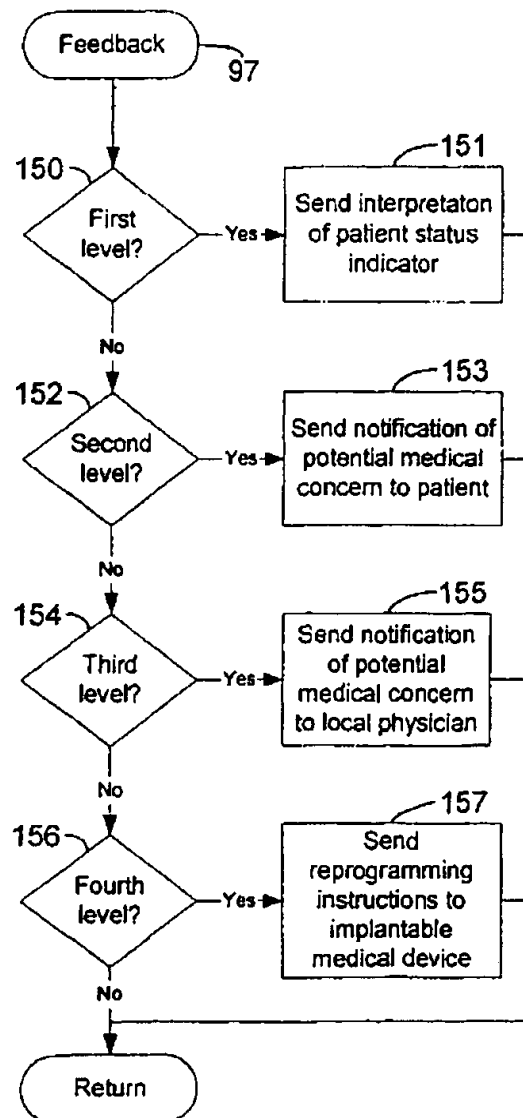 Feedback
97
150
First
level?
Yes
151
Send interpretaton
of patient status
indicator
No
152
Second
level?
Yes
153
Send notification of
potential medical
concern to patient
No
154
Third
level?
Yes
155
Send notification
of potential
medical concern
to local physician
No
156
Fourth
level?
Yes
157
Send
reprogramming
instructions to
implantable
medical device
No
Return